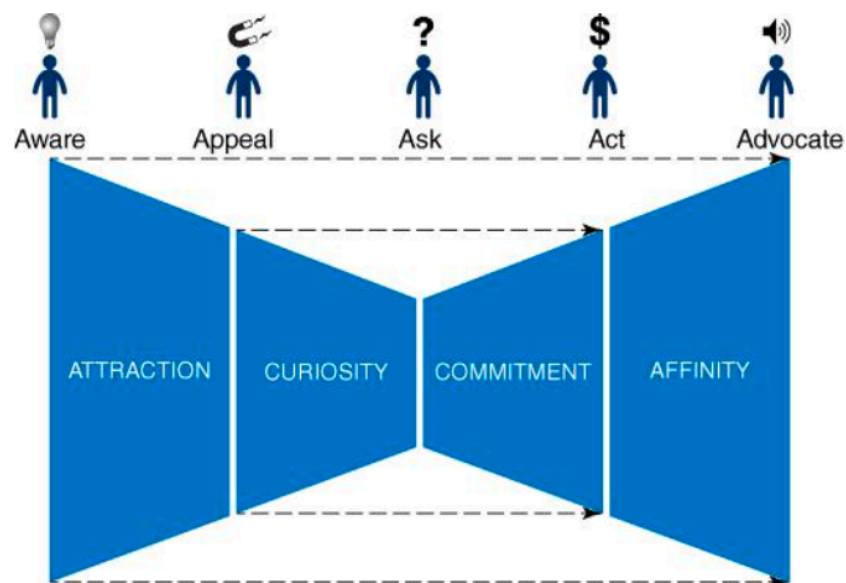 ? $
Aware Appeal Ask Act Advocate
ATTRACTION CURIOSITY COMMITMENT AFFINITY